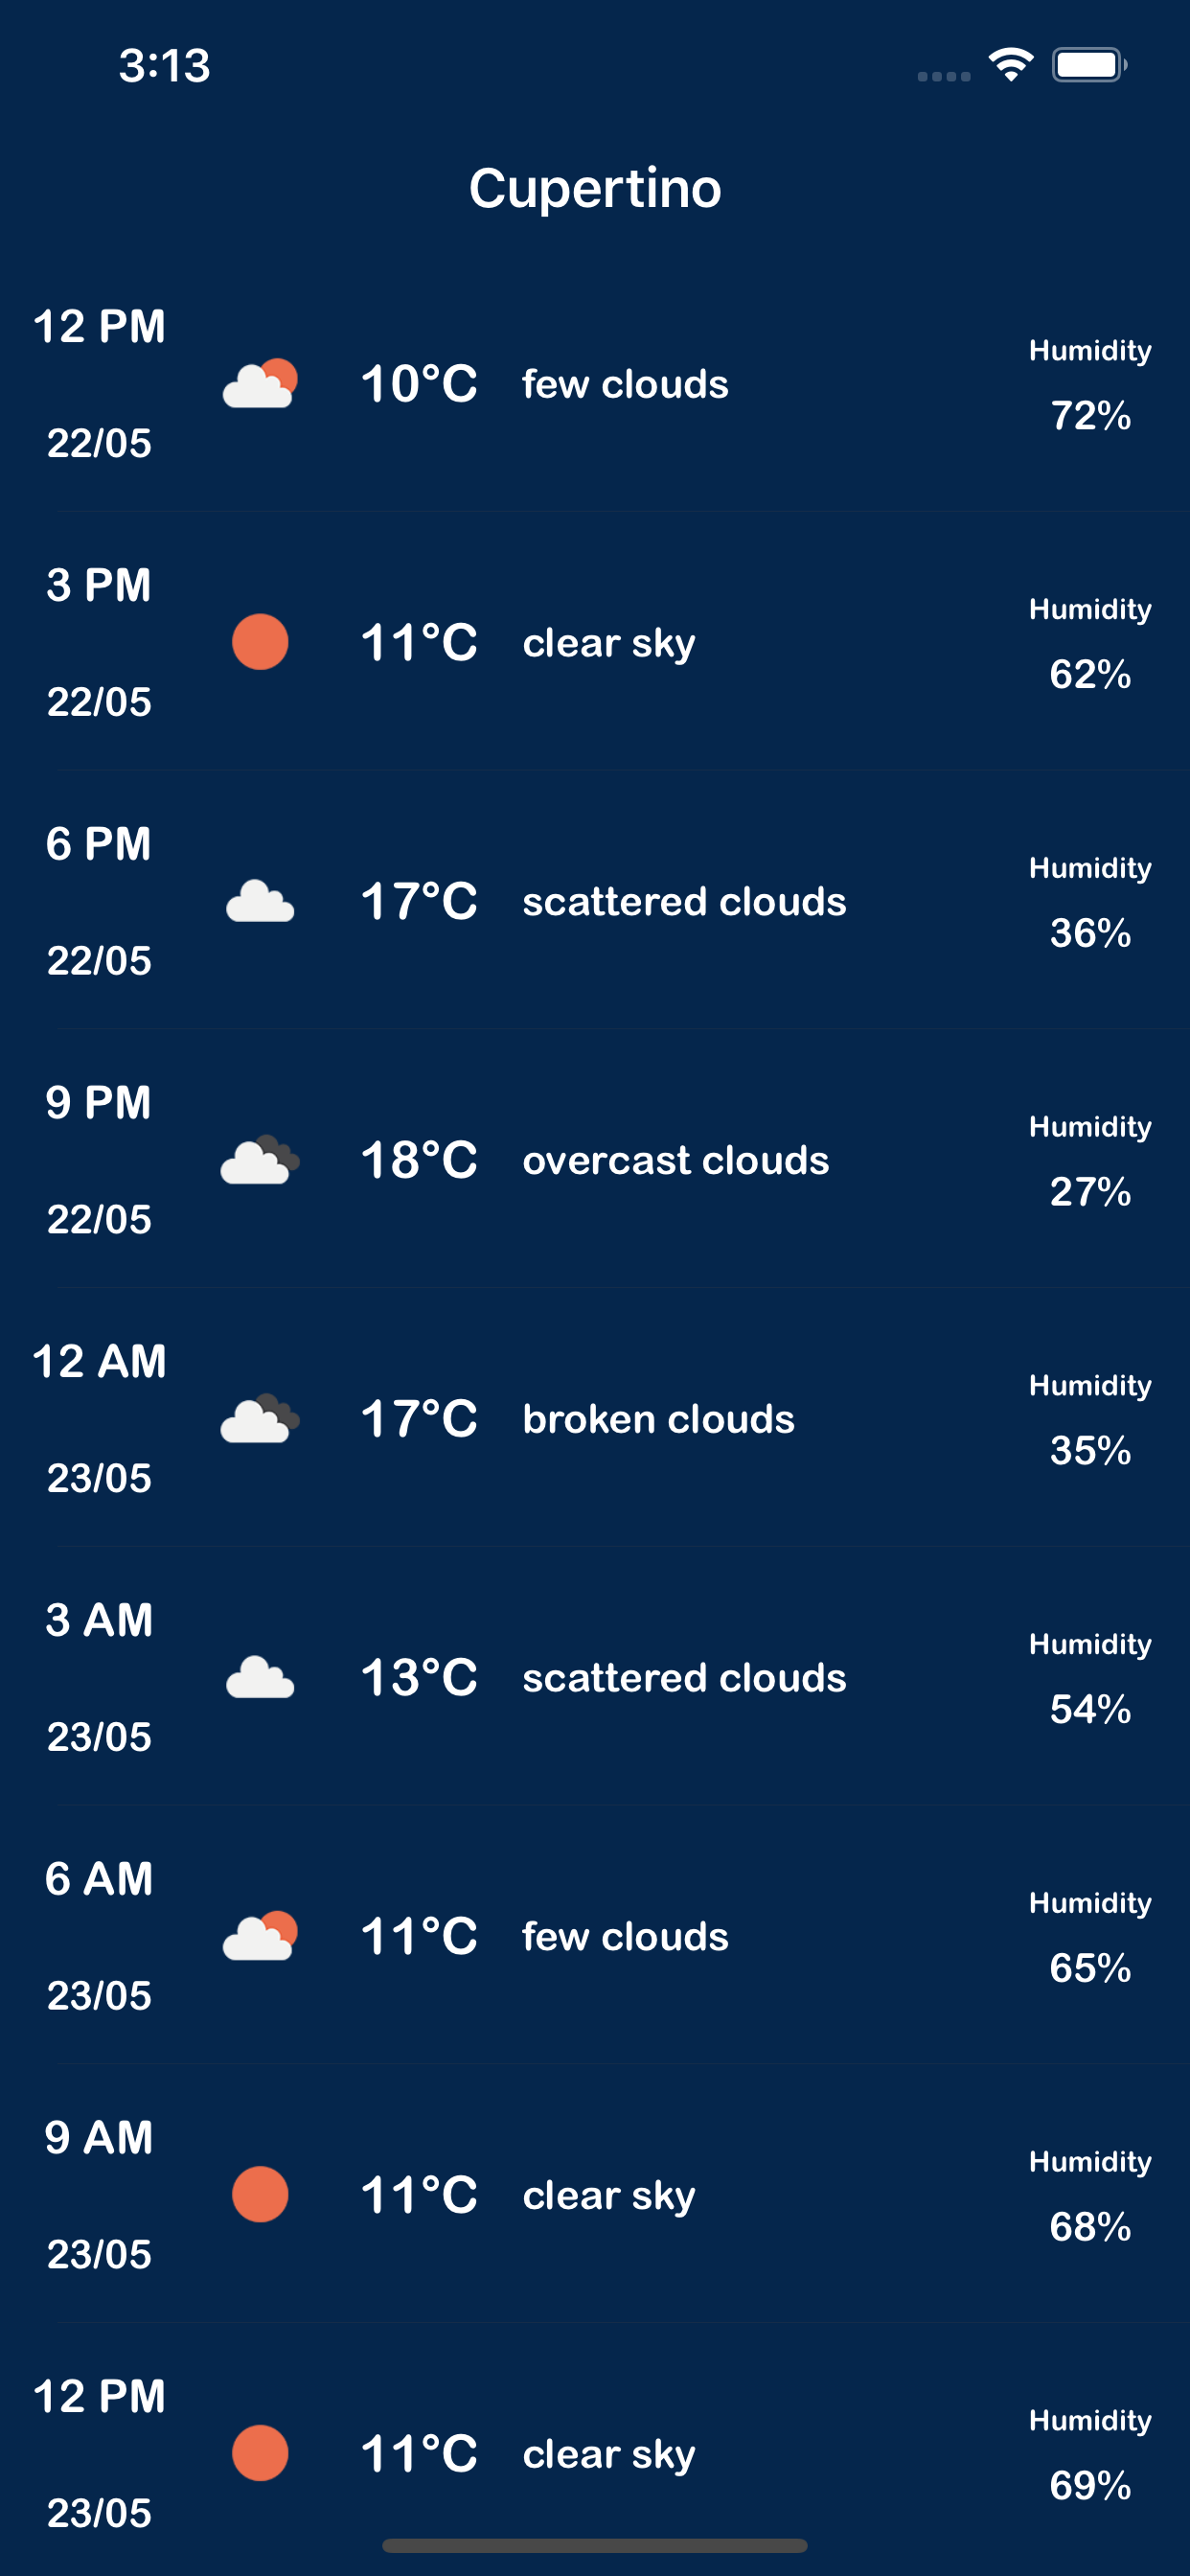 3:13
Cupertino
12 PM
22/05
10°C
few clouds
Humidity
72%
3 PM
22/05
11°C
clear sky
Humidity
62%
6 PM
22/05
17°C
scattered clouds
Humidity
36%
9 PM
22/05
18°C
overcast clouds
Humidity
27%
12 AM
23/05
17°C
broken clouds
Humidity
35%
3 AM
23/05
13°C
scattered clouds
Humidity
54%
6 AM
23/05
11°C
few clouds
Humidity
65%
9 AM
23/05
11°C
clear sky
Humidity
68%
12 PM
23/05
11°C
clear sky
Humidity
69%